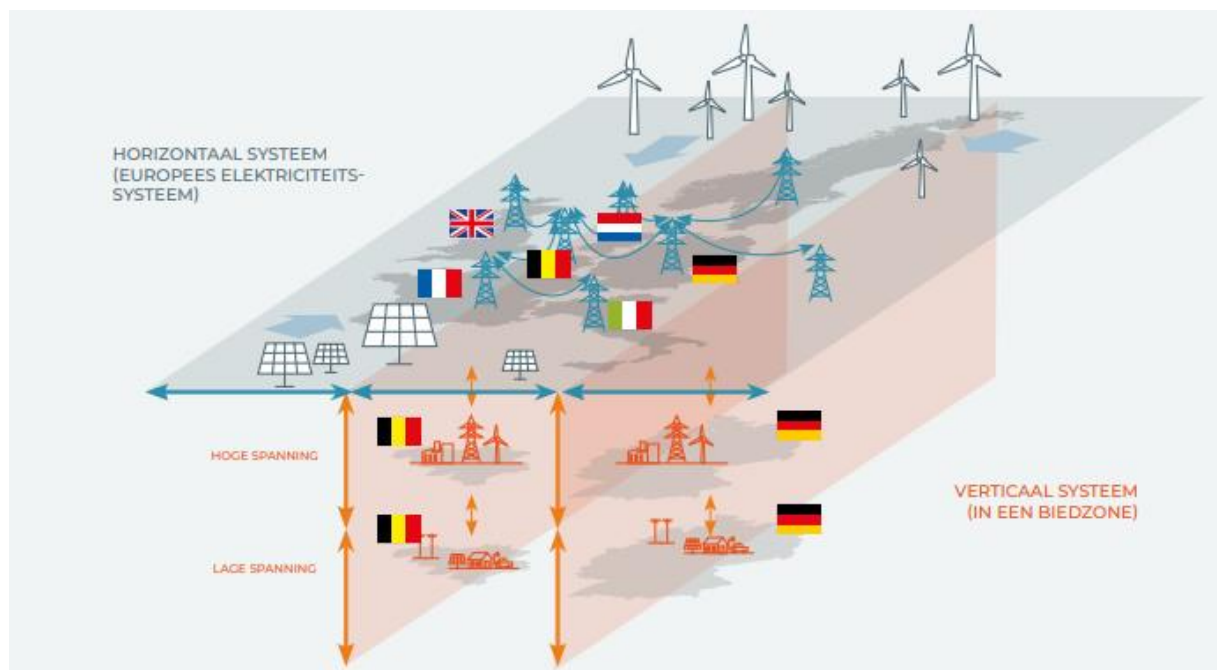 HORIZONTAAL SYSTEEM
(EUROPEES ELEKTRICITEITS-
SYSTEEM)
HOGE SPANNING
VERTICAAL SYSTEEM
(IN EEN BIEDZONE)
LAGE SPANNING